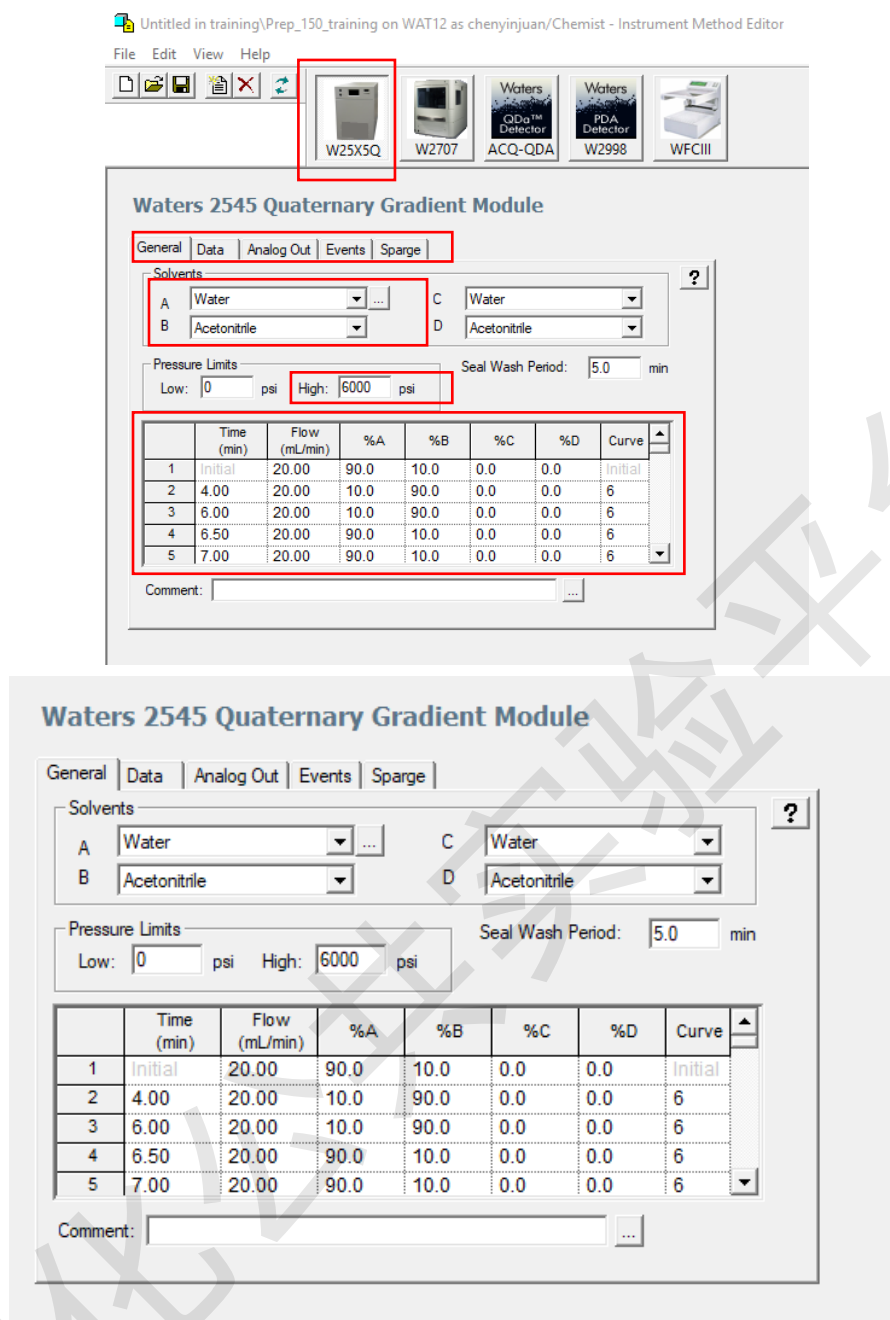 Untitled in training\Prep_150_training on WAT12 as chenyinjuan/Chemist - Instrument Method Editor
File Edit View Help
Waters QDa™ Detector
Waters PDA Detector
W25X5Q W2707 ACQ-QDA W2998 WFCIII
Waters 2545 Quaternary Gradient Module
General Data Analog Out Events Sparge
Solvents
?
A Water ... C Water
B Acetonitrile D Acetonitrile
Pressure Limits Seal Wash Period: 5.0 min
Low: 0 psi High: 6000 psi
Time (min) Flow (mL/min) %A %B %C %D Curve
1 Initial 20.00 90.0 10.0 0.0 0.0 Initial
2 4.00 20.00 10.0 90.0 0.0 0.0 6
3 6.00 20.00 10.0 90.0 0.0 0.0 6
4 6.50 20.00 90.0 10.0 0.0 0.0 6
5 7.00 20.00 90.0 10.0 0.0 0.0 6
Comment: ...
Waters 2545 Quaternary Gradient Module
General Data Analog Out Events Sparge
Solvents
?
A Water ... C Water
B Acetonitrile D Acetonitrile
Pressure Limits Seal Wash Period: 5.0 min
Low: 0 psi High: 6000 psi
Time (min) Flow (mL/min) %A %B %C %D Curve
1 Initial 20.00 90.0 10.0 0.0 0.0 Initial
2 4.00 20.00 10.0 90.0 0.0 0.0 6
3 6.00 20.00 10.0 90.0 0.0 0.0 6
4 6.50 20.00 90.0 10.0 0.0 0.0 6
5 7.00 20.00 90.0 10.0 0.0 0.0 6
Comment: ...
化公共实验平